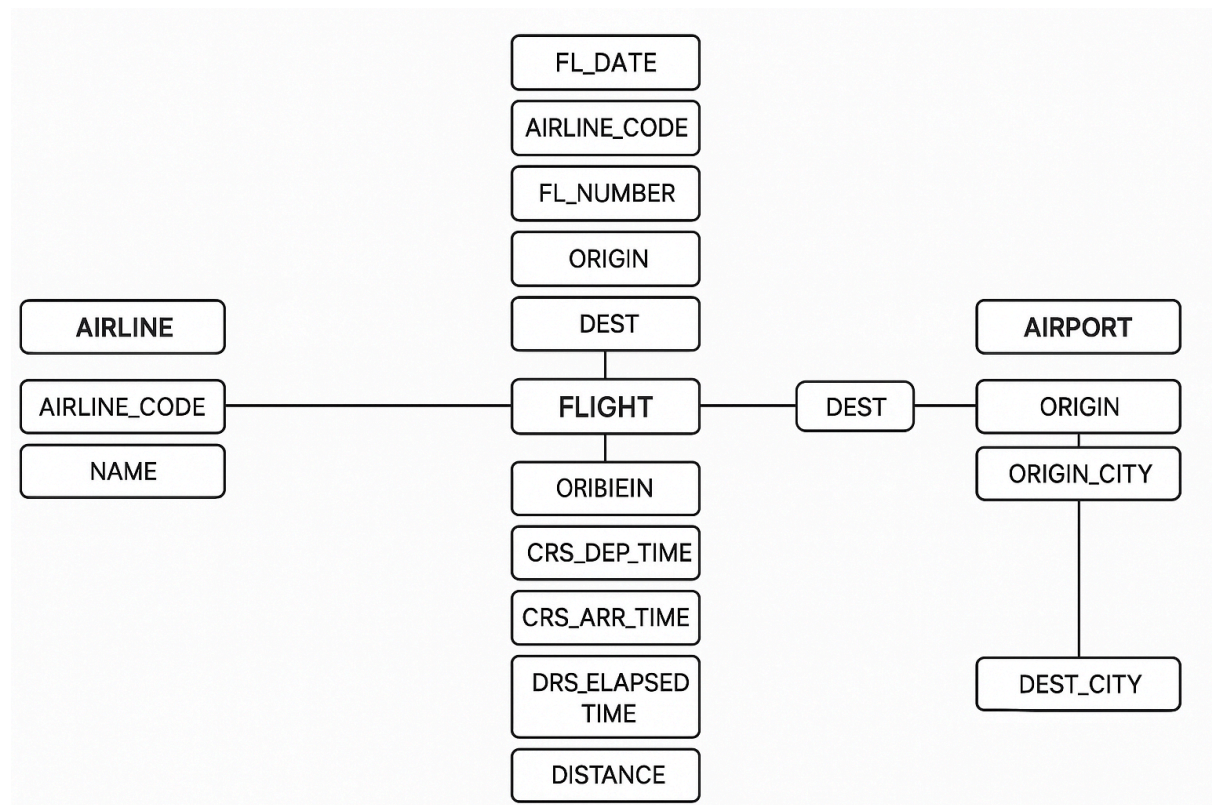 FL_DATE
AIRLINE_CODE
FL_NUMBER
ORIGIN
DEST
AIRLINE
AIRPORT
AIRLINE_CODE
FLIGHT
DEST
ORIGIN
NAME
ORIGIN_CITY
ORIBIEIN
CRS_DEP_TIME
CRS_ARR_TIME
DRS_ELAPSED
TIME
DEST_CITY
DISTANCE